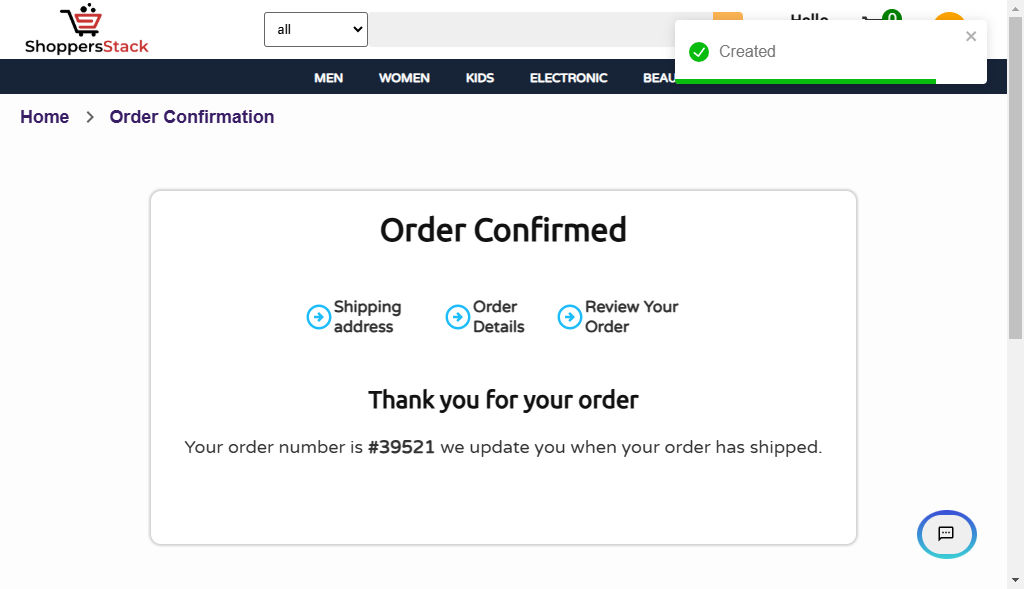 ShoppersStack
all
Hello
0
Created
MEN WOMEN KIDS ELECTRONIC
Home > Order Confirmation
Order Confirmed
Shipping
address
Order
Details
Review Your
Order
Thank you for your order
Your order number is #39521 we update you when your order has shipped.